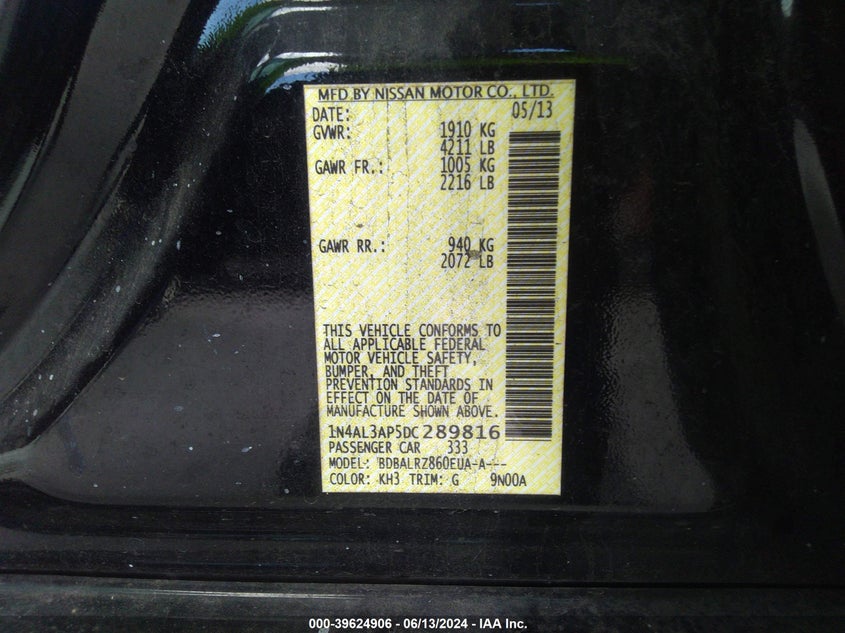 MFD BY NISSAN MOTOR CO., LTD.
DATE: 05/13
GVWR: 1910 KG
4211 LB
GAWR FR.: 1005 KG
2216 LB
GAWR RR.: 940 KG
2072 LB
THIS VEHICLE CONFORMS TO
ALL APPLICABLE FEDERAL
MOTOR VEHICLE SAFETY,
BUMPER, AND THEFT
PREVENTION STANDARDS IN
EFFECT ON THE DATE OF
MANUFACTURE SHOWN ABOVE.
1N4AL3AP5DC289816
PASSENGER CAR 333
MODEL: BDBALRZ860EUA-A---
COLOR: KH3 TRIM: G 9N00A
000-39624906 - 06/13/2024 - IAA Inc.